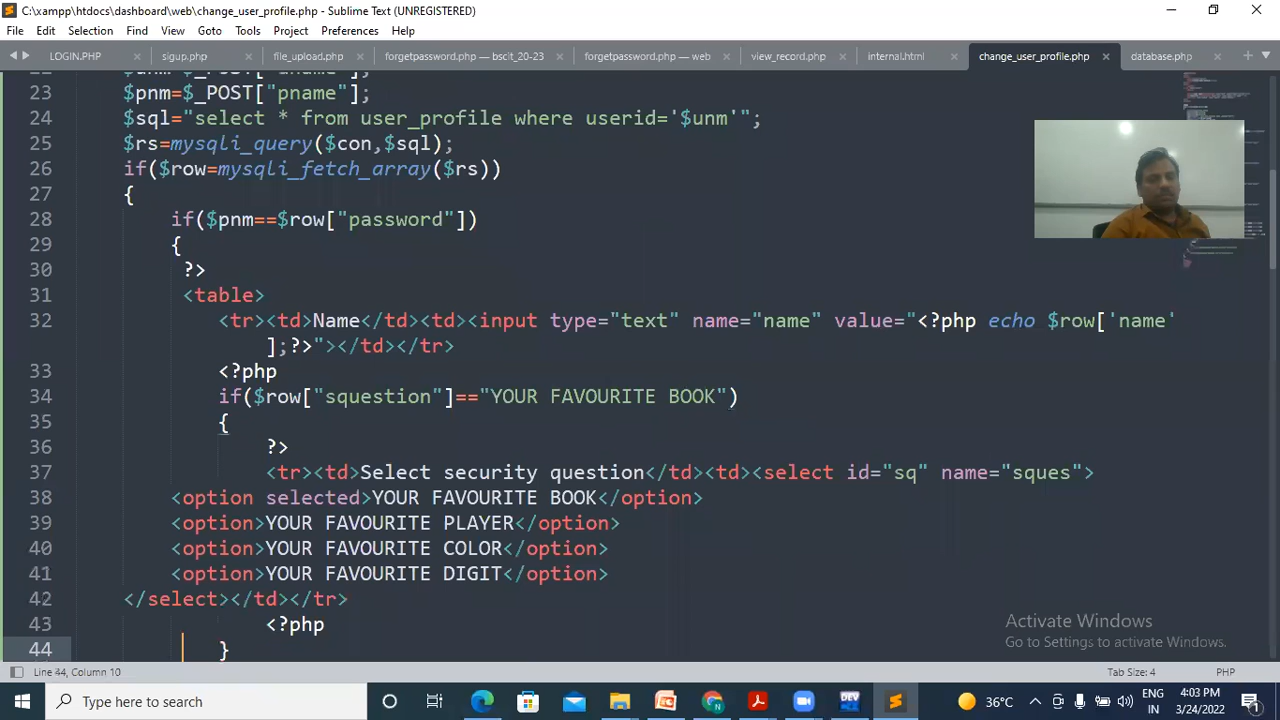 C:\xampp\htdocs\dashboard\web\change_user_profile.php - Sublime Text (UNREGISTERED)
File Edit Selection Find View Goto Tools Project Preferences Help
LOGIN.PHP sigup.php file_upload.php forgetpassword.php — bscit_20-23 forgetpassword.php — web view_record.php internal.html change_user_profile.php database.php
23 $pnm=$_POST["pname"];
24 $sql="select * from user_profile where userid='$unm'";
25 $rs=mysqli_query($con,$sql);
26 if($row=mysqli_fetch_array($rs))
27 {
28 if($pnm==$row["password"])
29 {
30 ?>
31 <table>
32 <tr><td>Name</td><td><input type="text" name="name" value="<?php echo $row['name'
];?>"></td></tr>
33 <?php
34 if($row["squestion"]=="YOUR FAVOURITE BOOK")
35 {
36 ?>
37 <tr><td>Select security question</td><td><select id="sq" name="sques">
38 <option selected>YOUR FAVOURITE BOOK</option>
39 <option>YOUR FAVOURITE PLAYER</option>
40 <option>YOUR FAVOURITE COLOR</option>
41 <option>YOUR FAVOURITE DIGIT</option>
42 </select></td></tr>
43 <?php
44 }
Activate Windows
Go to Settings to activate Windows.
Line 44, Column 10 Tab Size: 4 PHP
Type here to search 36°C ENG IN 4:03 PM 3/24/2022